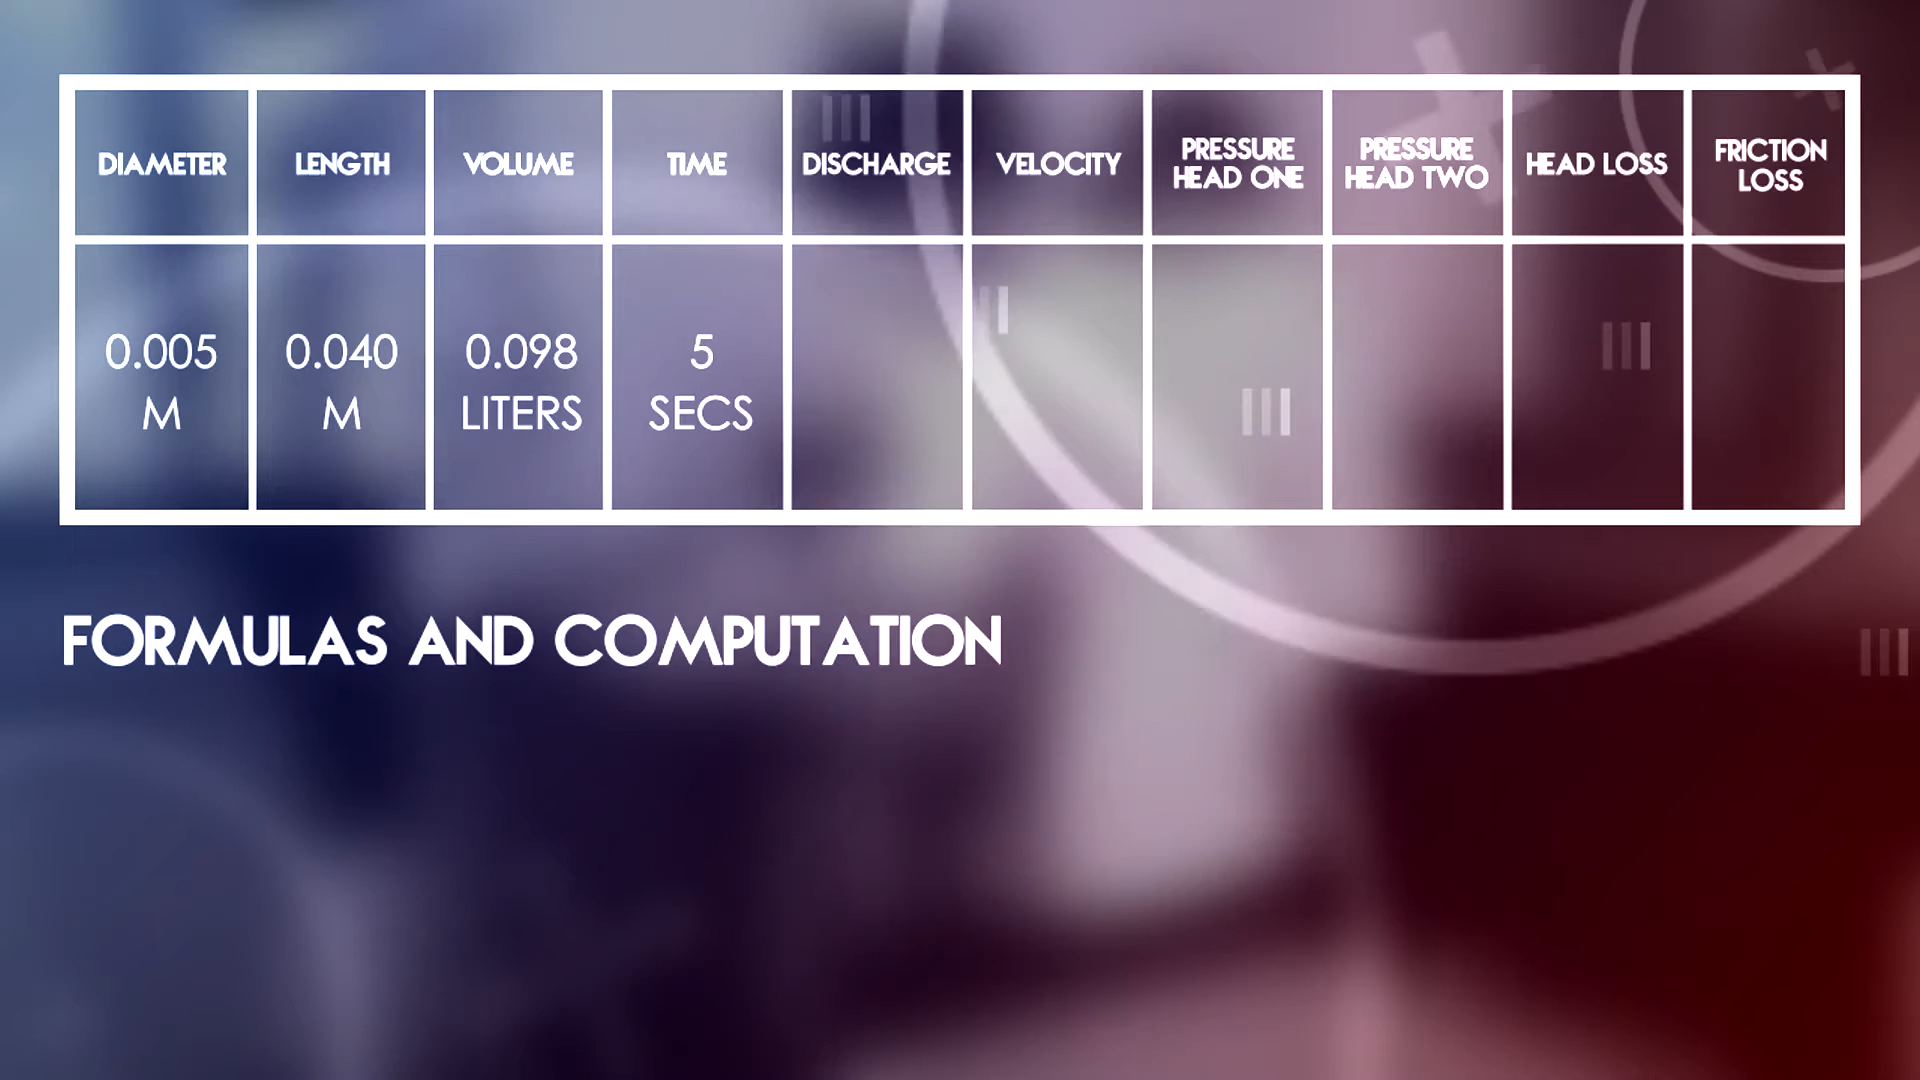 DIAMETER LENGTH VOLUME TIME DISCHARGE VELOCITY PRESSURE HEAD ONE PRESSURE HEAD TWO HEAD LOSS FRICTION LOSS
0.005 M 0.040 M 0.098 LITERS 5 SECS
FORMULAS AND COMPUTATION